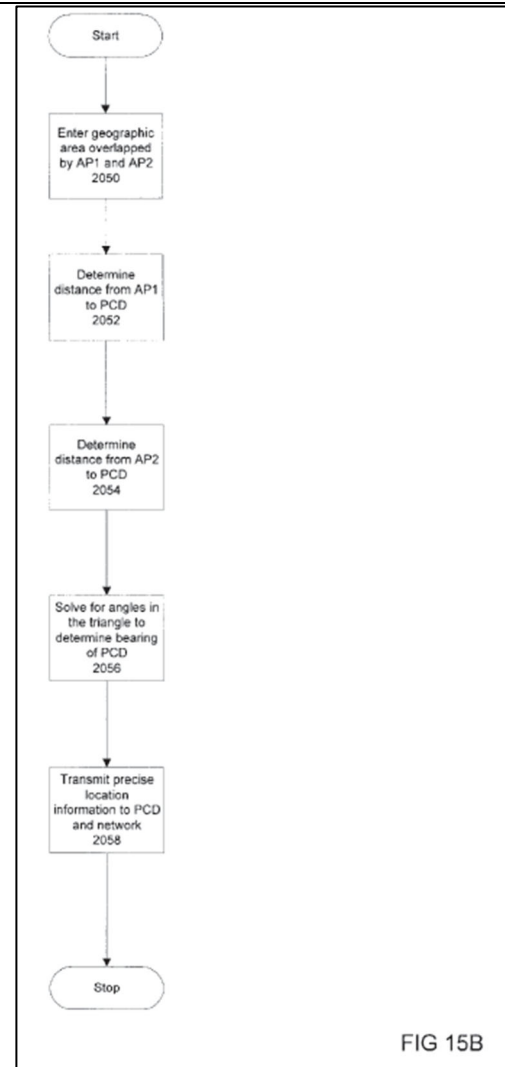 Start
Enter geographic
area overlapped
by AP1 and AP2
2050
Determine
distance from AP1
to PCD
2052
Determine
distance from AP2
to PCD
2054
Solve for angles in
the triangle to
determine bearing
of PCD
2056
Transmit precise
location
information to PCD
and network
2058
Stop
FIG 15B